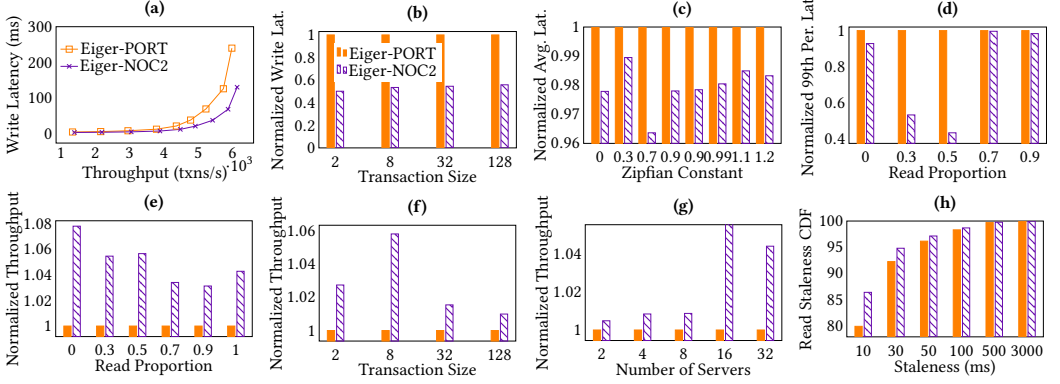 (a)
Write Latency (ms)
300
200
100
0
Eiger-PORT
Eiger-NOC2
1 2 3 4 5 6
·10³
Throughput (txns/s)
(b)
Normalized Write Lat.
1
0.8
0.6
0.4
0.2
0
Eiger-PORT
Eiger-NOC2
2 8 32 128
Transaction Size
(c)
Normalized Avg. Lat.
1
0.99
0.98
0.97
0.96
0 0.3 0.7 0.9 0.90.991.1 1.2
Zipfian Constant
(d)
Normalized 99th Per. Lat.
1
0.8
0.6
0.4
0 0.3 0.5 0.7 0.9
Read Proportion
(e)
Normalized Throughput
1.08
1.06
1.04
1.02
1
0 0.3 0.5 0.7 0.9 1
Read Proportion
(f)
Normalized Throughput
1.06
1.04
1.02
1
2 8 32 128
Transaction Size
(g)
Normalized Throughput
1.04
1.02
1
2 4 8 16 32
Number of Servers
(h)
Read Staleness CDF
100
95
90
85
80
10 30 50 100 500 3000
Staleness (ms)